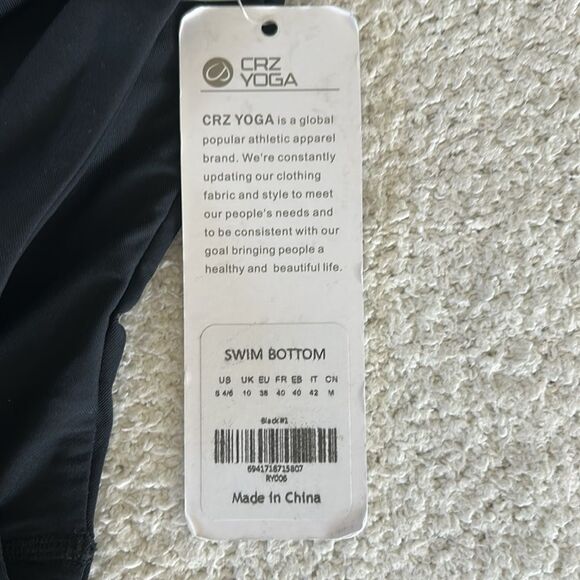 CRZ
YOGA
CRZ YOGA is a global
popular athletic apparel
brand. We're constantly
updating our clothing
fabric and style to meet
our people's needs and
to be consistent with our
goal bringing people a
healthy and beautiful life.
SWIM BOTTOM
US UK EU FR EB IT CN
S 4/6 10 38 40 40 42 M
Black#1
6941718715807
RY006
Made in China